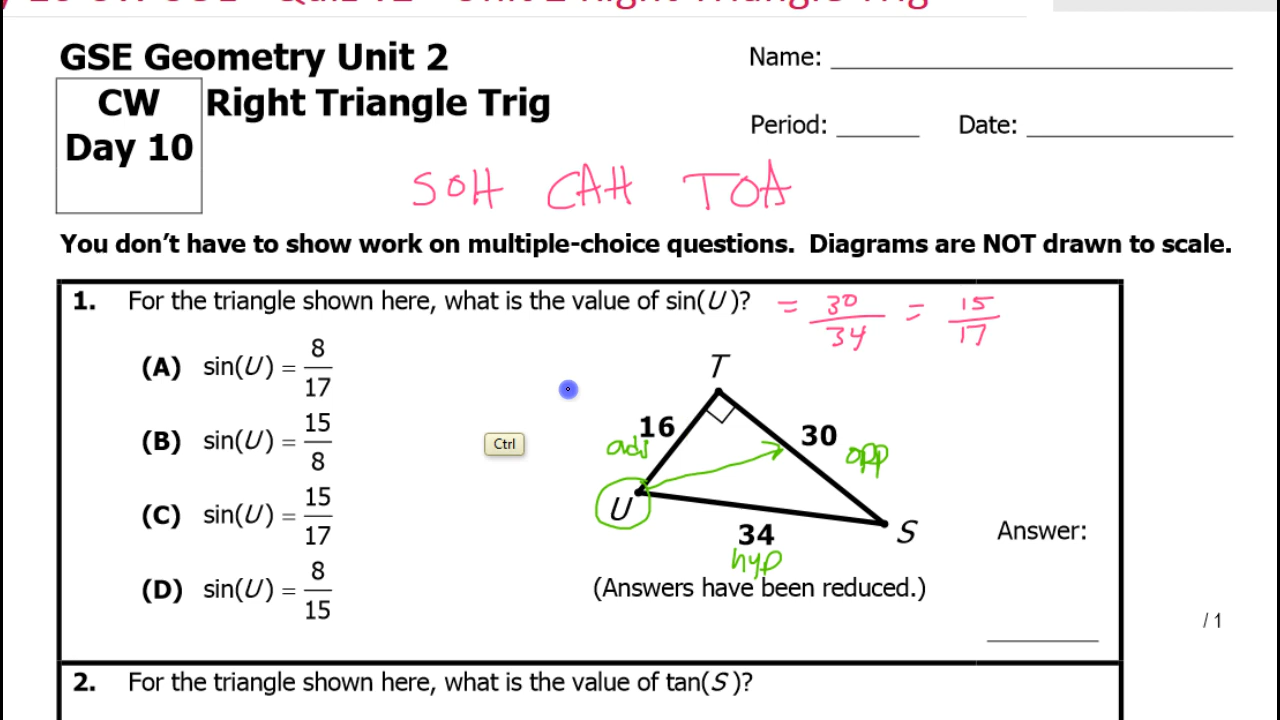 GSE Geometry Unit 2
Name:
CW Right Triangle Trig
Day 10
Period: Date:
SOH CAH TOA
You don’t have to show work on multiple-choice questions. Diagrams are NOT drawn to scale.
1. For the triangle shown here, what is the value of sin(U)? = 30/34 = 15/17
(A) sin(U) = 8/17
(B) sin(U) = 15/8
(C) sin(U) = 15/17
(D) sin(U) = 8/15
Ctrl
T
16
adj
30
opp
U
S
34
hyp
(Answers have been reduced.)
Answer:
/ 1
2. For the triangle shown here, what is the value of tan(S)?